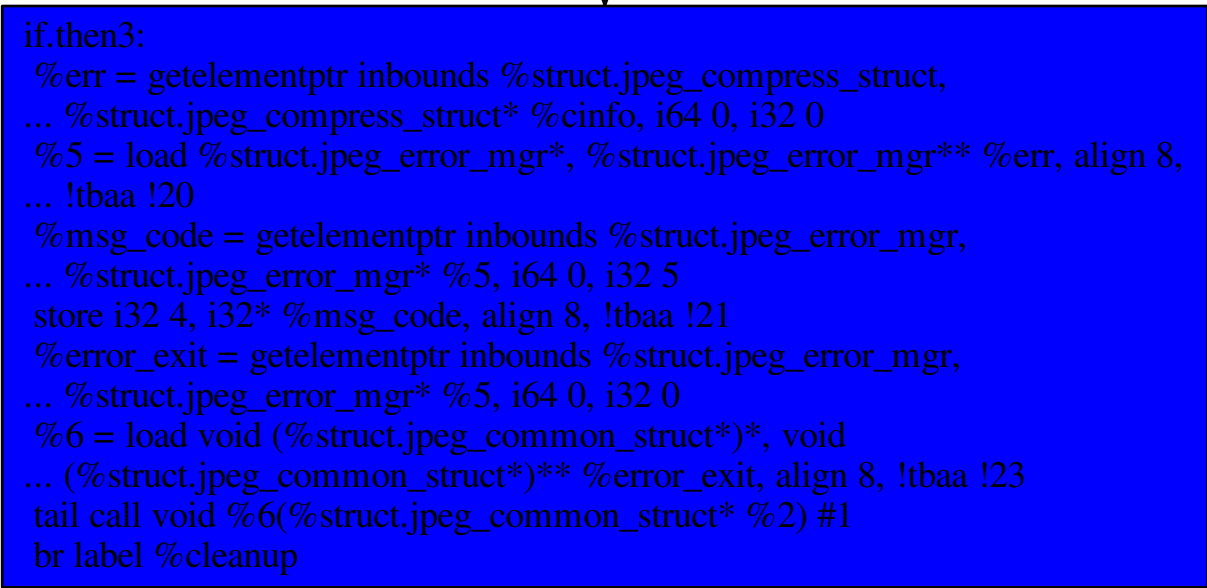 if.then3:
%err = getelementptr inbounds %struct.jpeg_compress_struct,
... %struct.jpeg_compress_struct* %cinfo, i64 0, i32 0
%5 = load %struct.jpeg_error_mgr*, %struct.jpeg_error_mgr** %err, align 8,
... !tbaa !20
%msg_code = getelementptr inbounds %struct.jpeg_error_mgr,
... %struct.jpeg_error_mgr* %5, i64 0, i32 5
store i32 4, i32* %msg_code, align 8, !tbaa !21
%error_exit = getelementptr inbounds %struct.jpeg_error_mgr,
... %struct.jpeg_error_mgr* %5, i64 0, i32 0
%6 = load void (%struct.jpeg_common_struct*)*, void
... (%struct.jpeg_common_struct*)** %error_exit, align 8, !tbaa !23
tail call void %6(%struct.jpeg_common_struct* %2) #1
br label %cleanup